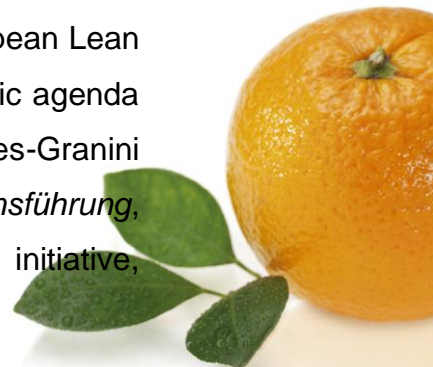 pean Lean
ic agenda
es-Granini
nsführung,
initiative,